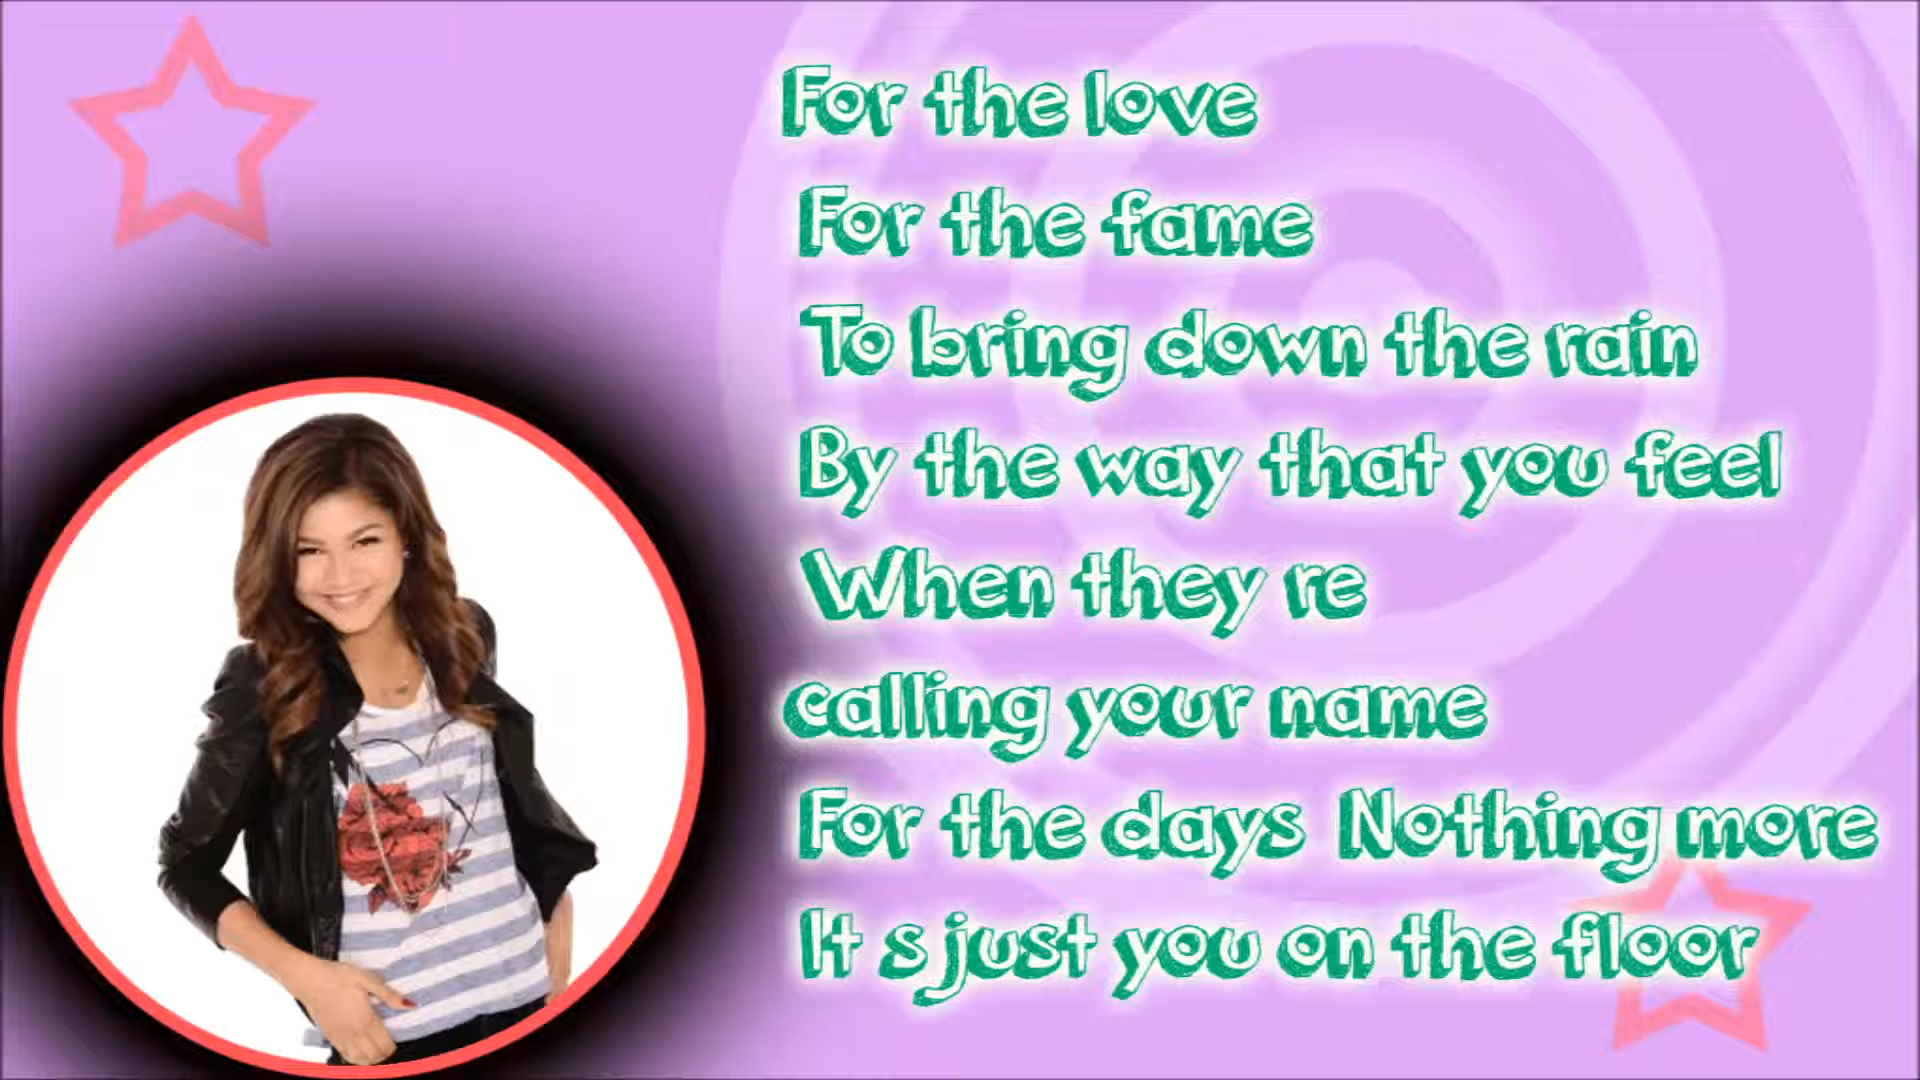 For the love
For the fame
To bring down the rain
By the way that you feel
When they re
calling your name
For the days Nothing more
It s just you on the floor